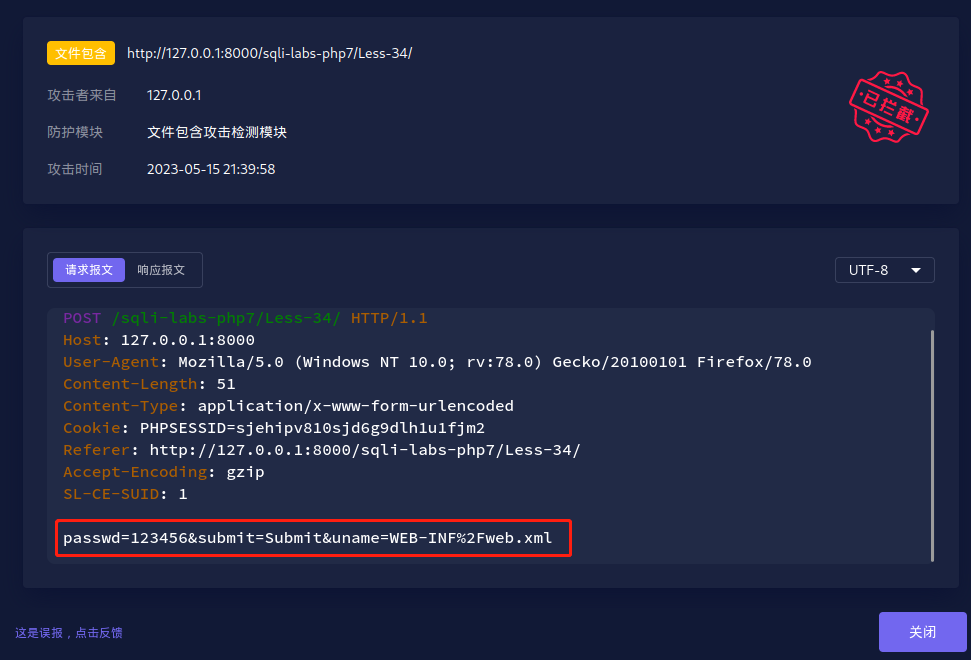 文件包含 http://127.0.0.1:8000/sqli-labs-php7/Less-34/
攻击者来自 127.0.0.1
防护模块 文件包含攻击检测模块
攻击时间 2023-05-15 21:39:58
已拦截
请求报文 响应报文 UTF-8
POST /sqli-labs-php7/Less-34/ HTTP/1.1
Host: 127.0.0.1:8000
User-Agent: Mozilla/5.0 (Windows NT 10.0; rv:78.0) Gecko/20100101 Firefox/78.0
Content-Length: 51
Content-Type: application/x-www-form-urlencoded
Cookie: PHPSESSID=sjehipv810sjd6g9dlh1u1fjm2
Referer: http://127.0.0.1:8000/sqli-labs-php7/Less-34/
Accept-Encoding: gzip
SL-CE-SUID: 1
passwd=123456&submit=Submit&uname=WEB-INF%2Fweb.xml
这是误报，点击反馈 关闭